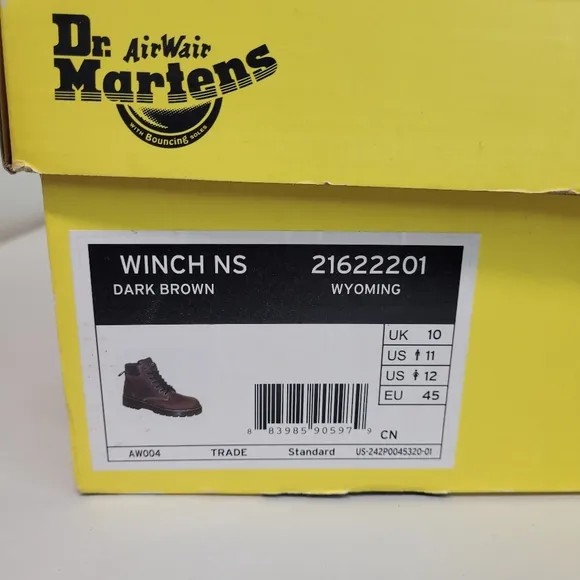 Dr. AirWair
Martens
WITH Bouncing SOLES
WINCH NS 21622201
DARK BROWN WYOMING
UK 10
US 11
US 12
EU 45
8 83985 90597 9
CN
AW004 TRADE Standard US-242P0045320-01